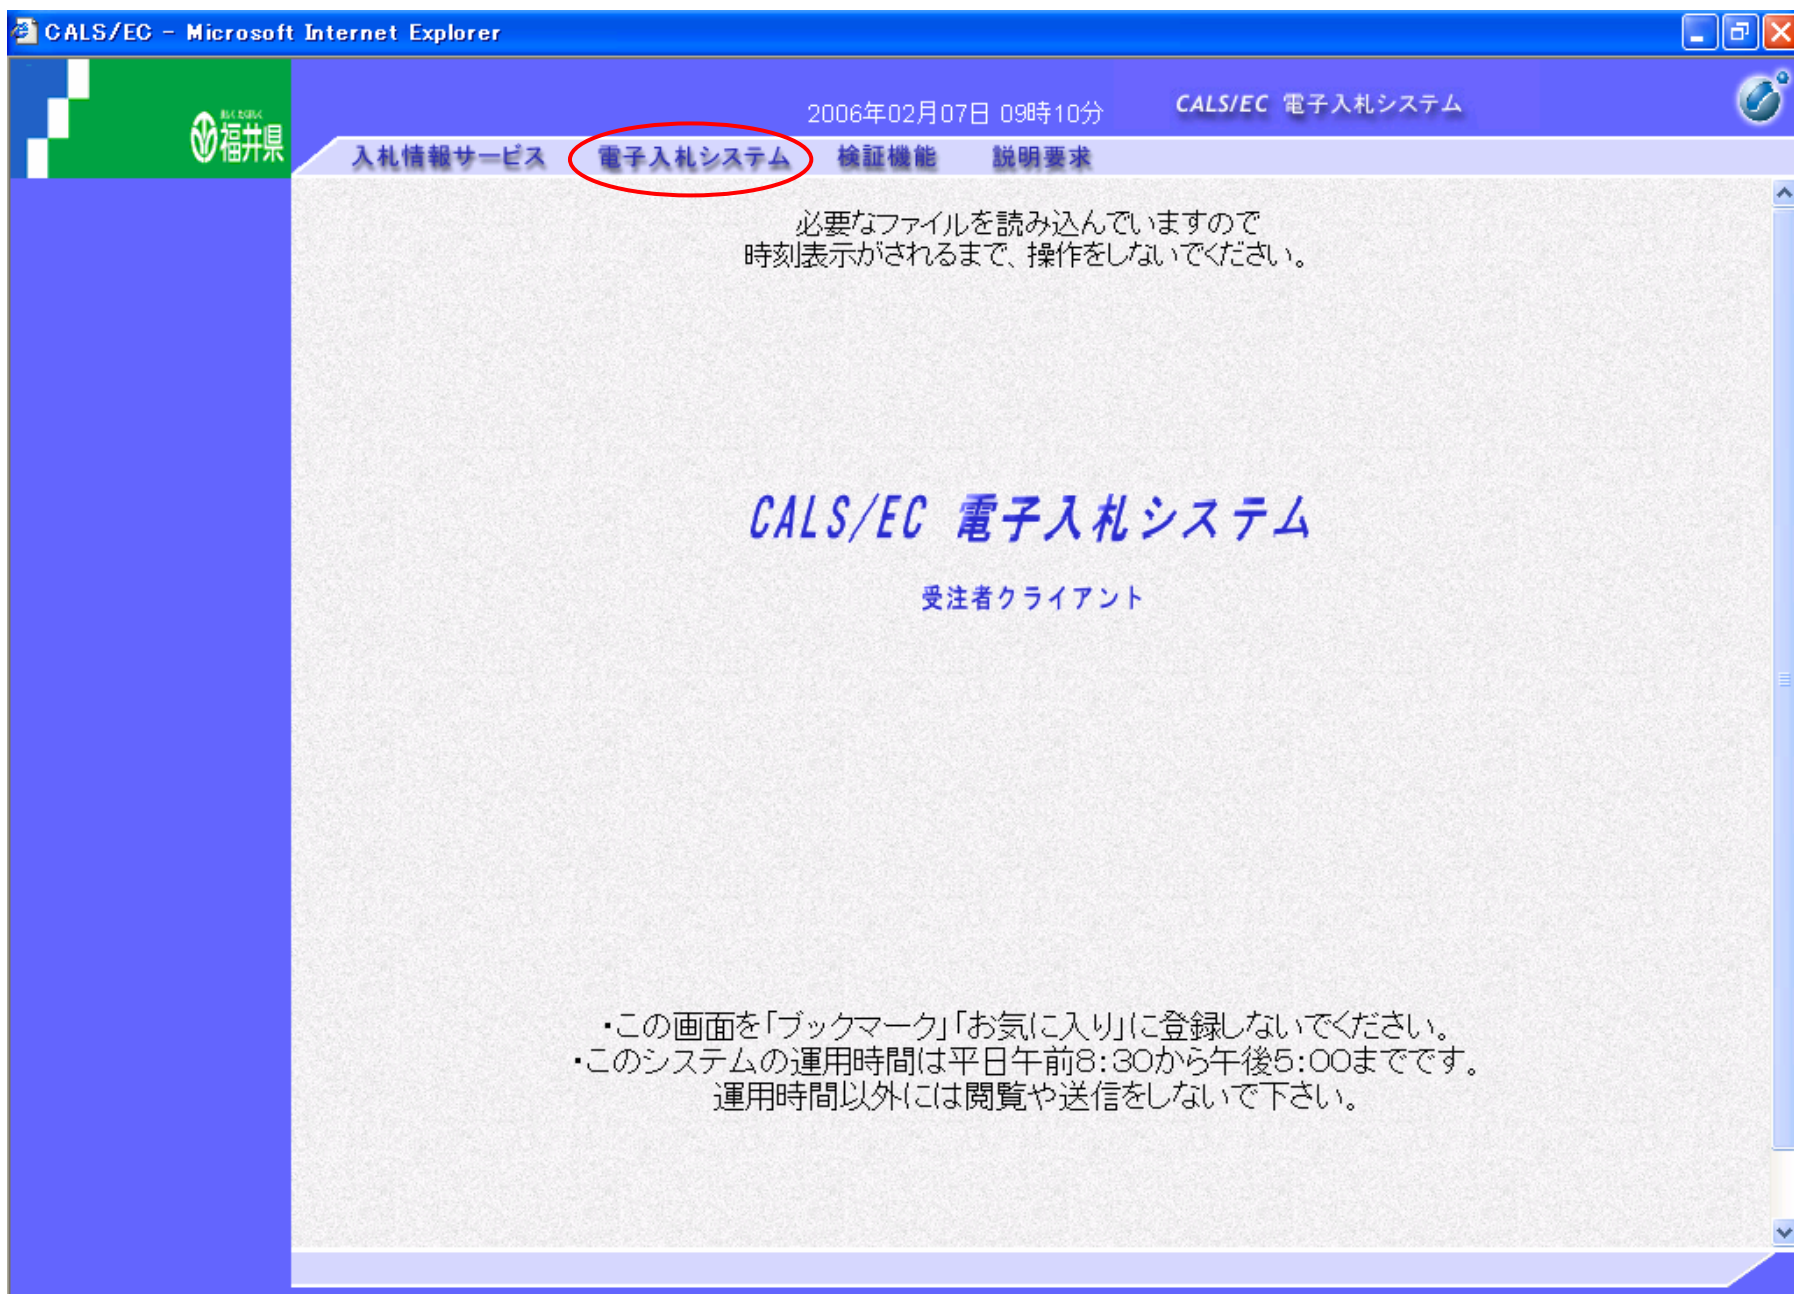 CALS/EC - Microsoft Internet Explorer
福井県
2006年02月07日 09時10分
CALS/EC 電子入札システム
入札情報サービス 電子入札システム 検証機能 説明要求
必要なファイルを読み込んでいますので
時刻表示がされるまで、操作をしないでください。
CALS/EC 電子入札システム
受注者クライアント
・この画面を「ブックマーク」「お気に入り」に登録しないでください。
・このシステムの運用時間は平日午前8:30から午後5:00までです。
運用時間以外には閲覧や送信をしないで下さい。